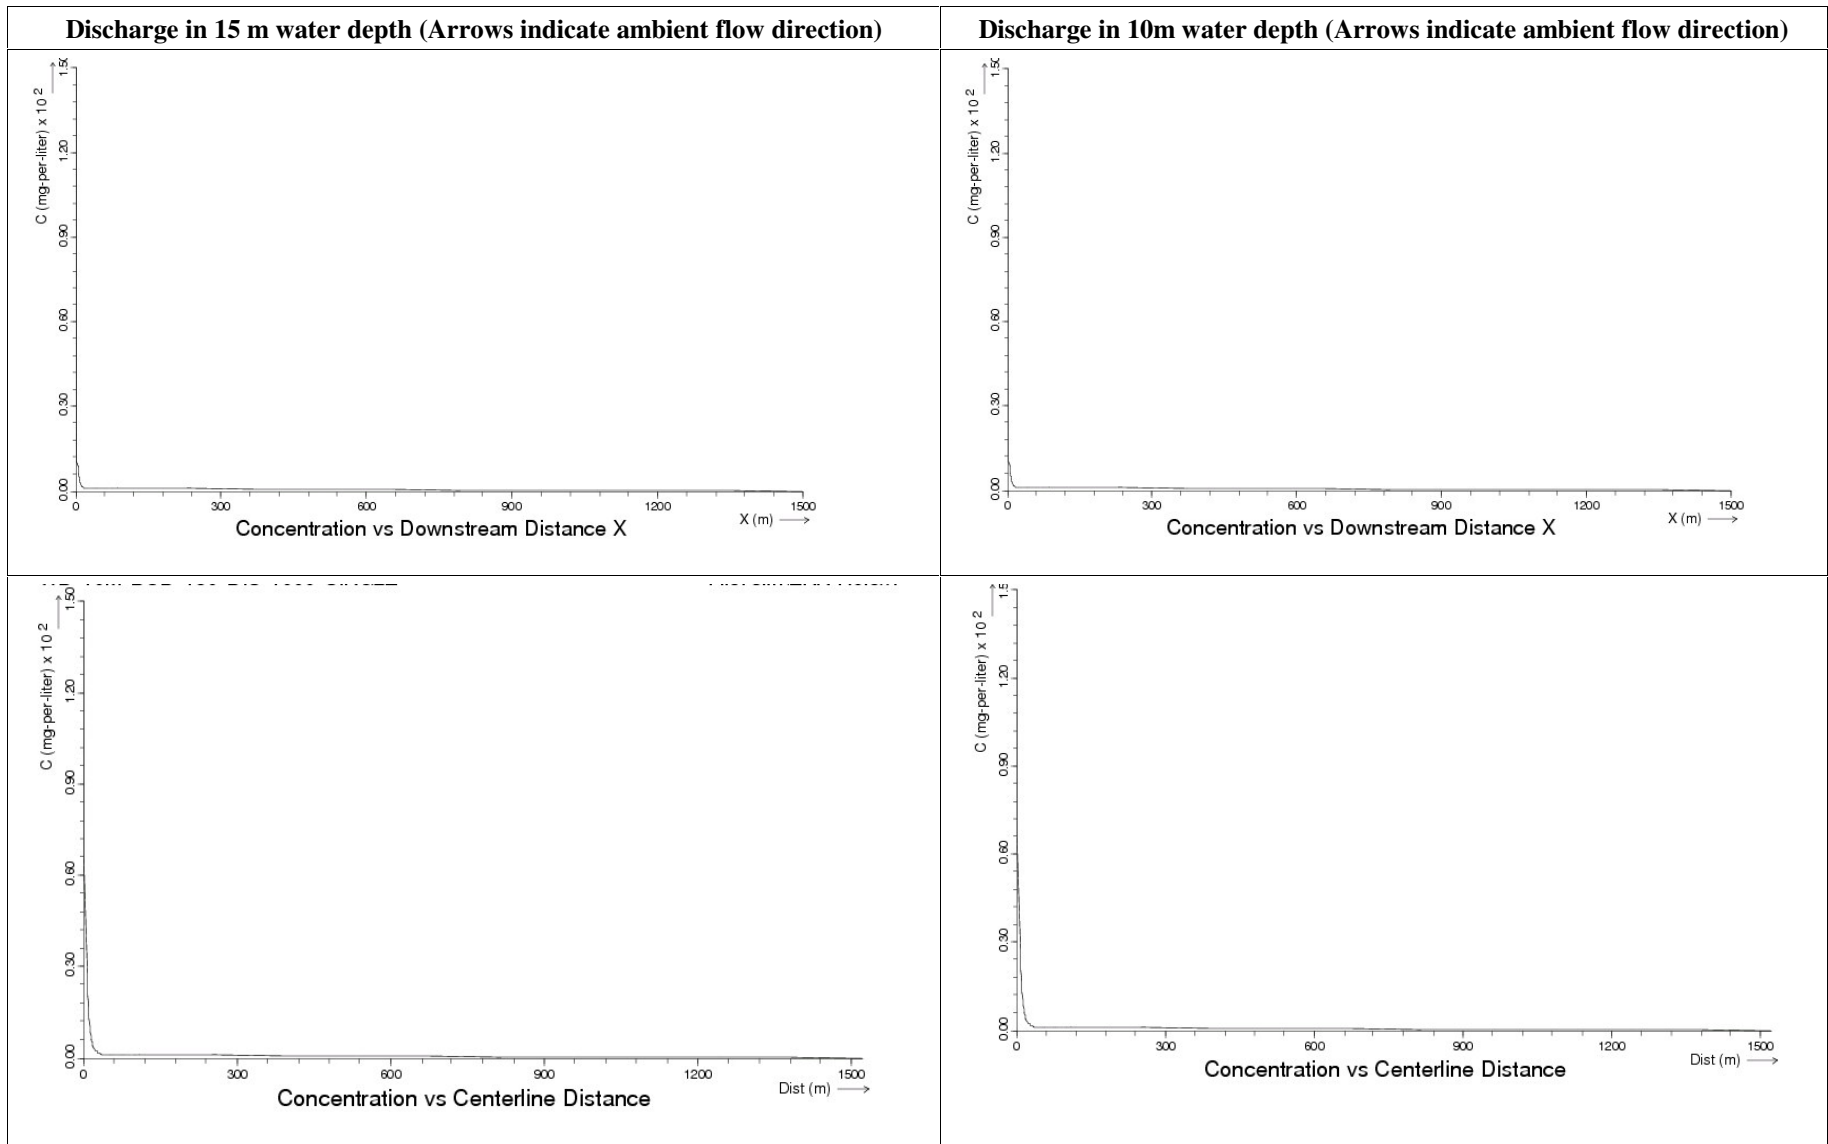 Discharge in 15 m water depth (Arrows indicate ambient flow direction)
Discharge in 10m water depth (Arrows indicate ambient flow direction)
C (mg-per-liter) x 10 2
1.20
0.90
0.60
0.30
0.00
0 300 600 900 1200 1500
X (m)
Concentration vs Downstream Distance X
C (mg-per-liter) x 10 2
1.20
0.90
0.60
0.30
0.00
0 300 600 900 1200 1500
X (m)
Concentration vs Downstream Distance X
C (mg-per-liter) x 10 2
1.50
1.20
0.90
0.60
0.30
0.00
0 300 600 900 1200 1500
Dist (m)
Concentration vs Centerline Distance
C (mg-per-liter) x 10 2
1.5
1.20
0.90
0.60
0.30
0.00
0 300 600 900 1200 1500
Dist (m)
Concentration vs Centerline Distance